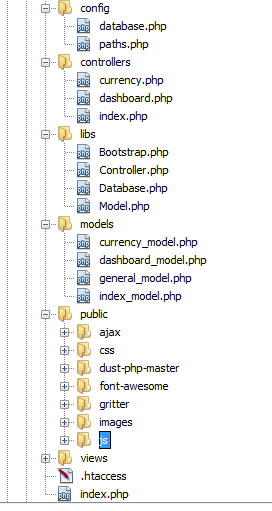 config
database.php
paths.php
controllers
currency.php
dashboard.php
index.php
libs
Bootstrap.php
Controller.php
Database.php
Model.php
models
currency_model.php
dashboard_model.php
general_model.php
index_model.php
public
ajax
css
dust-php-master
font-awesome
gritter
images
js
views
.htaccess
index.php